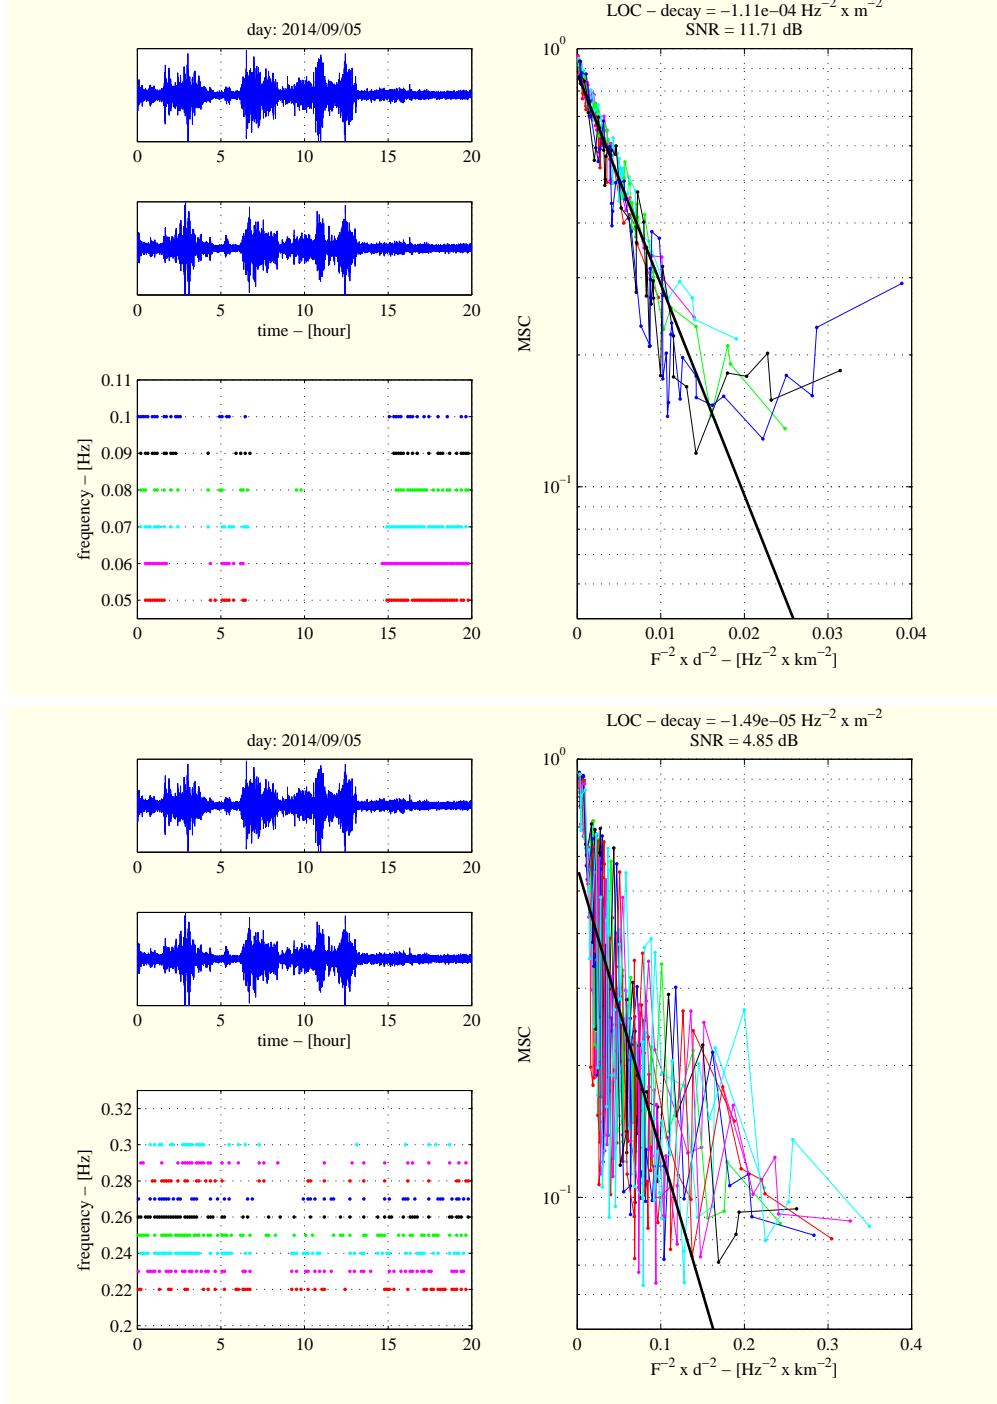 day: 2014/09/05
0 5 10 15 20
0 5 10 15 20
time – [hour]
0.11
0.1
0.09
0.08
0.07
0.06
0.05
frequency – [Hz]
0 5 10 15 20
LOC – decay = –1.11e–04 Hz⁻² x m⁻²
SNR = 11.71 dB
10⁰
10⁻¹
MSC
0 0.01 0.02 0.03 0.04
F⁻² x d⁻² – [Hz⁻² x km⁻²]
day: 2014/09/05
0 5 10 15 20
0 5 10 15 20
time – [hour]
0.32
0.3
0.28
0.26
0.24
0.22
0.2
frequency – [Hz]
0 5 10 15 20
LOC – decay = –1.49e–05 Hz⁻² x m⁻²
SNR = 4.85 dB
10⁰
10⁻¹
MSC
0 0.1 0.2 0.3 0.4
F⁻² x d⁻² – [Hz⁻² x km⁻²]